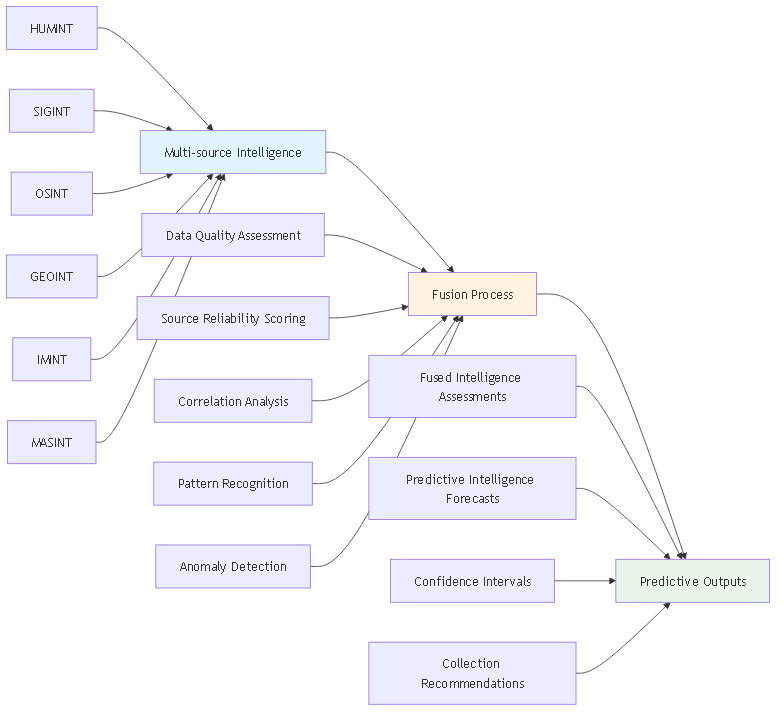 HUMINT
SIGINT
OSINT
GEOINT
IMINT
MASINT
Multi-source Intelligence
Data Quality Assessment
Source Reliability Scoring
Correlation Analysis
Pattern Recognition
Anomaly Detection
Fusion Process
Fused Intelligence
Assessments
Predictive Intelligence
Forecasts
Confidence Intervals
Collection
Recommendations
Predictive Outputs